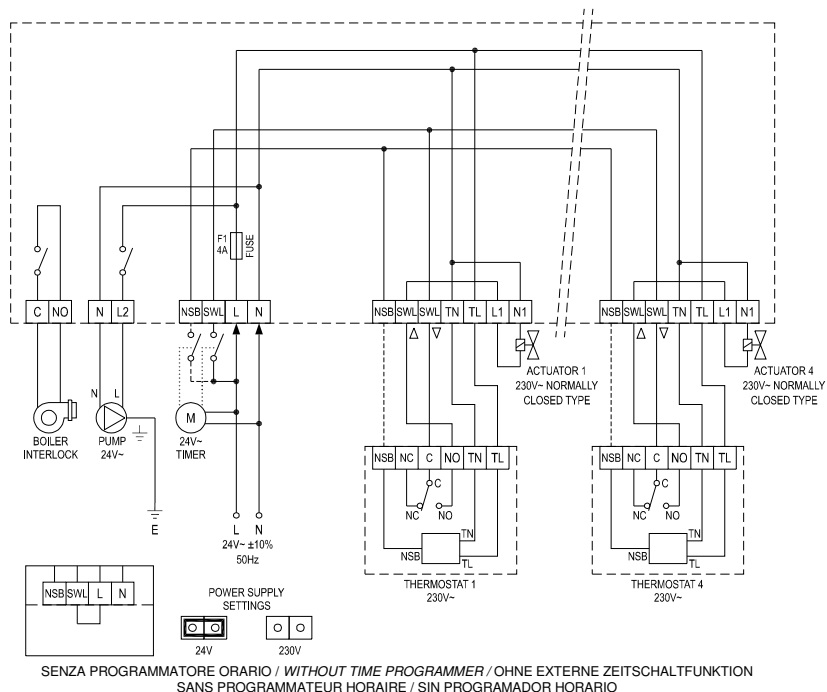 F1
4A
FUSE
C NO N L2 NSB SWL L N NSB SWL SWL TN TL L1 N1 NSB SWL SWL TN TL L1 N1
ACTUATOR 1
230V~ NORMALLY
CLOSED TYPE
ACTUATOR 4
230V~ NORMALLY
CLOSED TYPE
N L
M
BOILER
INTERLOCK
PUMP
24V~
24V~
TIMER
E
L N
24V~ ±10%
50Hz
NSB NC C NO TN TL
C
NC NO
TN
NSB
TL
THERMOSTAT 1
230V~
NSB NC C NO TN TL
C
NC NO
TN
NSB
TL
THERMOSTAT 4
230V~
NSB SWL L N
POWER SUPPLY
SETTINGS
24V 230V
SENZA PROGRAMMATORE ORARIO / WITHOUT TIME PROGRAMMER / OHNE EXTERNE ZEITSCHALTFUNKTION
SANS PROGRAMMATEUR HORAIRE / SIN PROGRAMADOR HORARIO